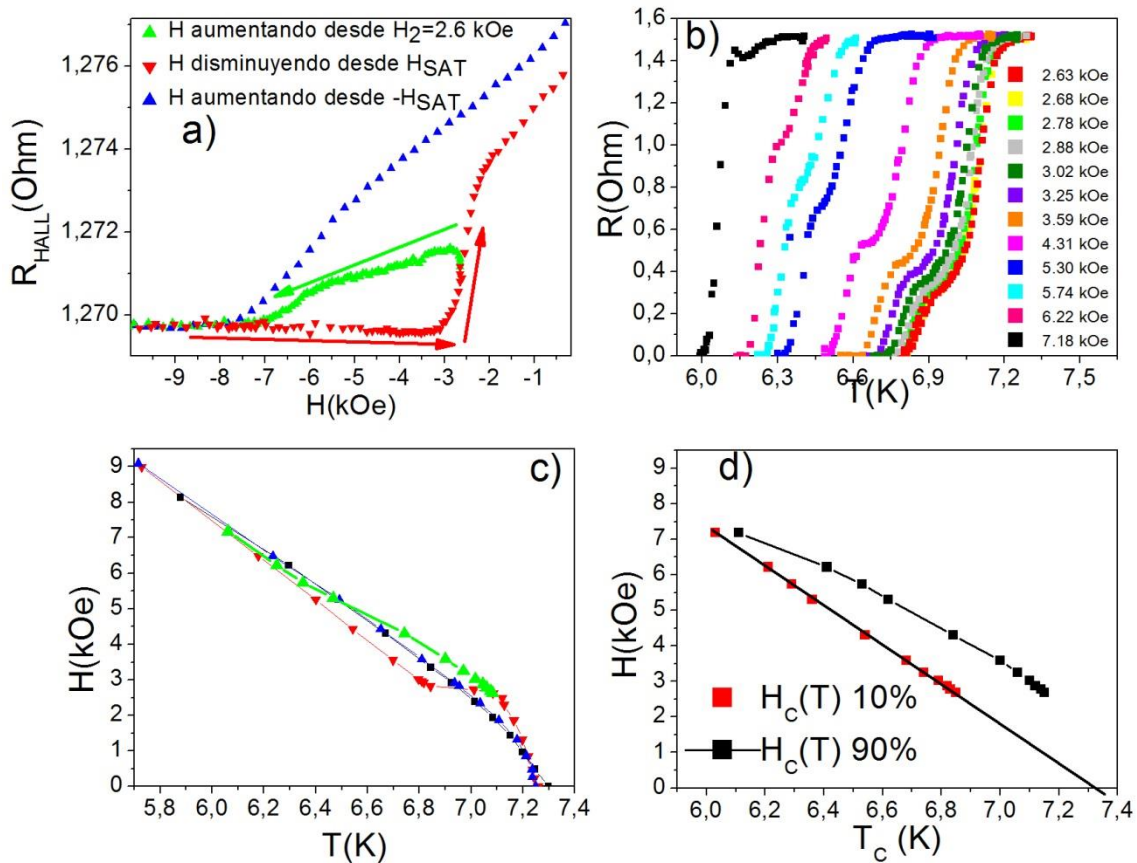 H aumentando desde H2=2.6 kOe
H disminuyendo desde HSAT
H aumentando desde -HSAT
a)
1,276
1,274
1,272
1,270
RHALL(Ohm)
-9 -8 -7 -6 -5 -4 -3 -2 -1
H(kOe)
b)
1,6
1,4
1,2
1,0
0,8
0,6
0,4
0,2
0,0
R(Ohm)
2.63 kOe
2.68 kOe
2.78 kOe
2.88 kOe
3.02 kOe
3.25 kOe
3.59 kOe
4.31 kOe
5.30 kOe
5.74 kOe
6.22 kOe
7.18 kOe
6,0 6,3 6,6 6,9 7,2 7,5
T(K)
c)
9
8
7
6
5
4
3
2
1
0
H(kOe)
5,8 6,0 6,2 6,4 6,6 6,8 7,0 7,2 7,4
T(K)
d)
9
8
7
6
5
4
3
2
1
0
H(kOe)
HC(T) 10%
HC(T) 90%
6,0 6,2 6,4 6,6 6,8 7,0 7,2 7,4
TC (K)